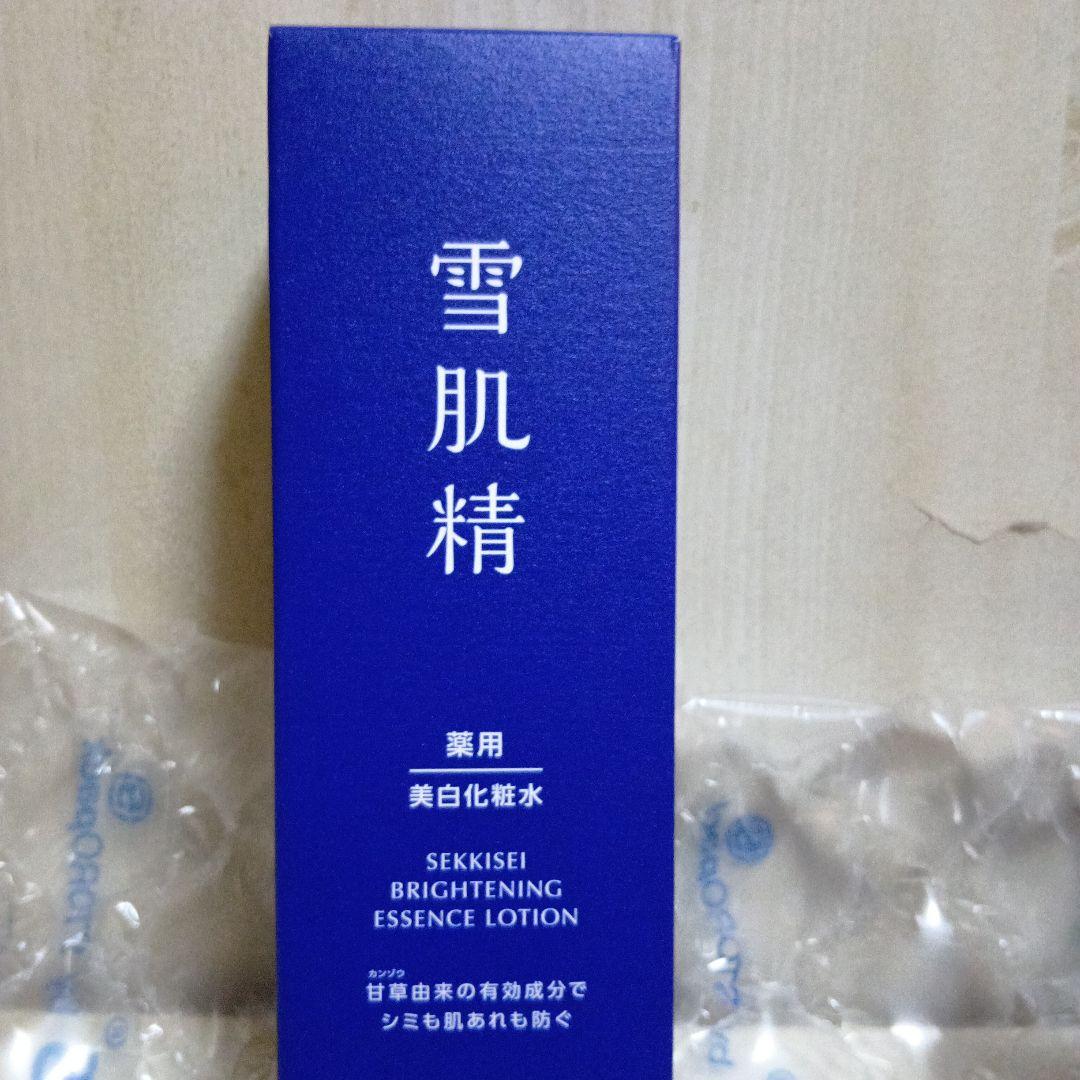 雪肌精
薬用
美白化粧水
SEKKISEI
BRIGHTENING
ESSENCE LOTION
カンゾウ
甘草由来の有効成分で
シミも肌あれも防ぐ